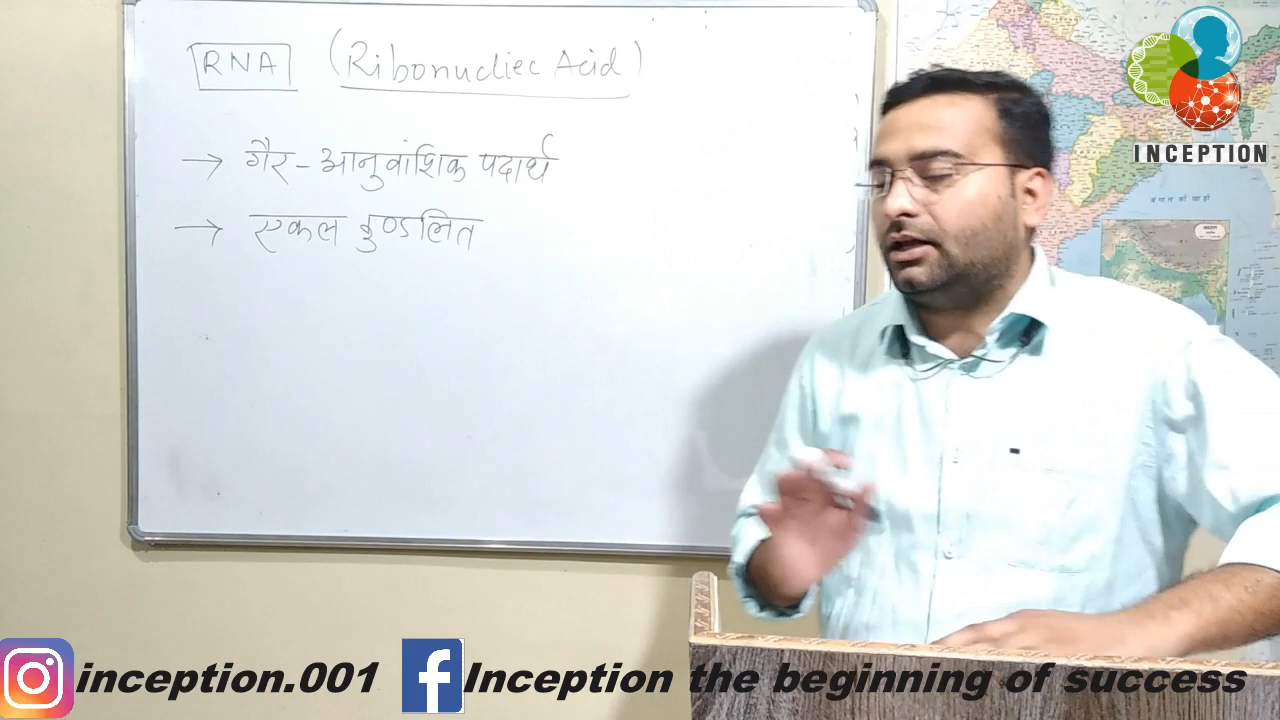 RNA (Ribonucliec Acid)
→ गैर-आनुवांशिक पदार्थ
→ एकल कुण्डलित
INCEPTION
बंगाल की खाड़ी
inception.001 Inception the beginning of success